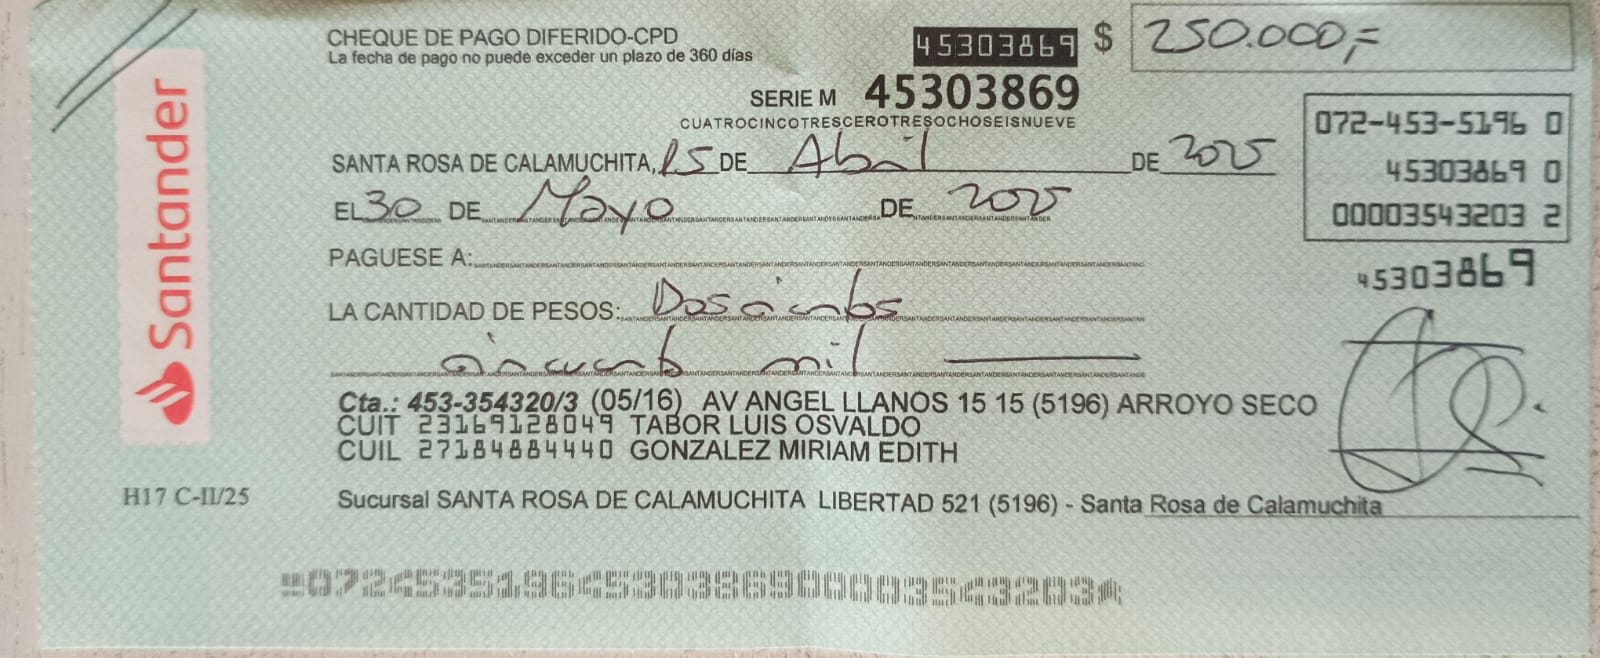 Santander
CHEQUE DE PAGO DIFERIDO-CPD
La fecha de pago no puede exceder un plazo de 360 días
45303869 $ 250.000,=
SERIE M 45303869
CUATROCINCOTRESCEROTRESOCHOSEISNUEVE
072-453-5196 0
45303869 0
00003543203 2
45303869
SANTA ROSA DE CALAMUCHITA, 15 DE Abril DE 2025
EL 30 DE Mayo DE 2025
PAGUESE A:
LA CANTIDAD DE PESOS: Doscientos
cincuenta mil
Cta.: 453-354320/3 (05/16) AV ANGEL LLANOS 15 15 (5196) ARROYO SECO
CUIT 23169128049 TABOR LUIS OSVALDO
CUIL 27184884440 GONZALEZ MIRIAM EDITH
H17 C-II/25
Sucursal SANTA ROSA DE CALAMUCHITA LIBERTAD 521 (5196) - Santa Rosa de Calamuchita
07245351964530386900003543203